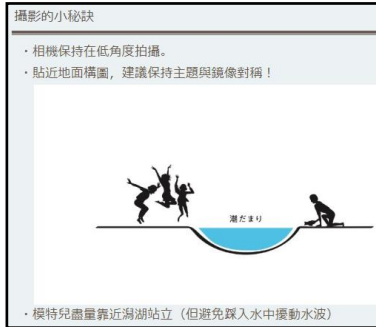 攝影的小秘訣
・相機保持在低角度拍攝。
・貼近地面構圖，建議保持主題與鏡像對稱！
潮だまり
・模特兒盡量靠近潟湖站立（但避免踩入水中擾動水波）